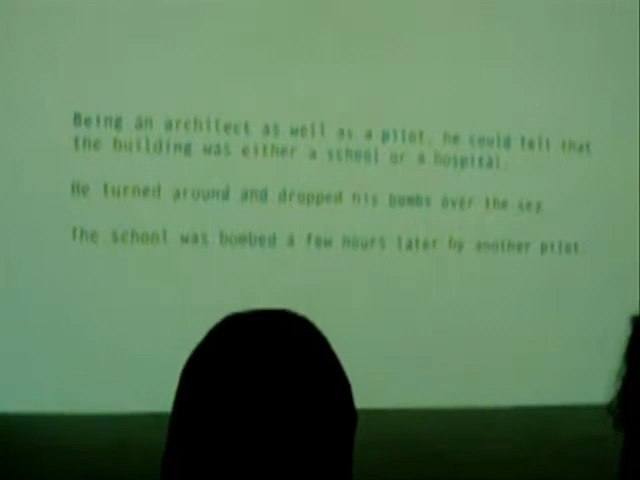 Being an architect as well as a pilot, he could tell that
the building was either a school or a hospital.
He turned around and dropped his bombs over the sea.
The school was bombed a few hours later by another pilot.